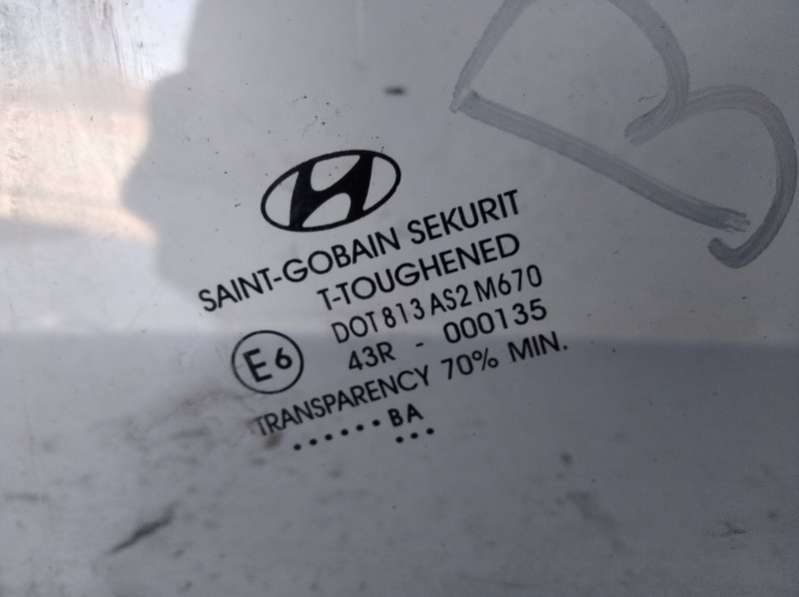 B
SAINT-GOBAIN SEKURIT
T-TOUGHENED
DOT 813 AS2 M670
E6 43R - 000135
TRANSPARENCY 70% MIN.
......BA
...